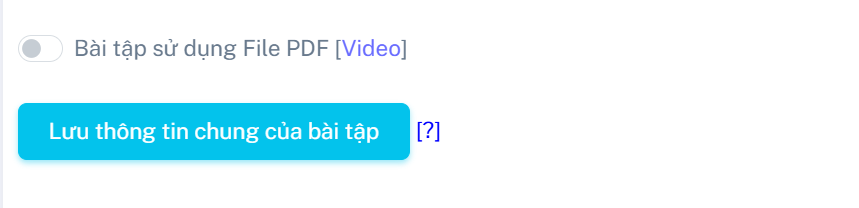 Bài tập sử dụng File PDF [Video]
Lưu thông tin chung của bài tập [?]